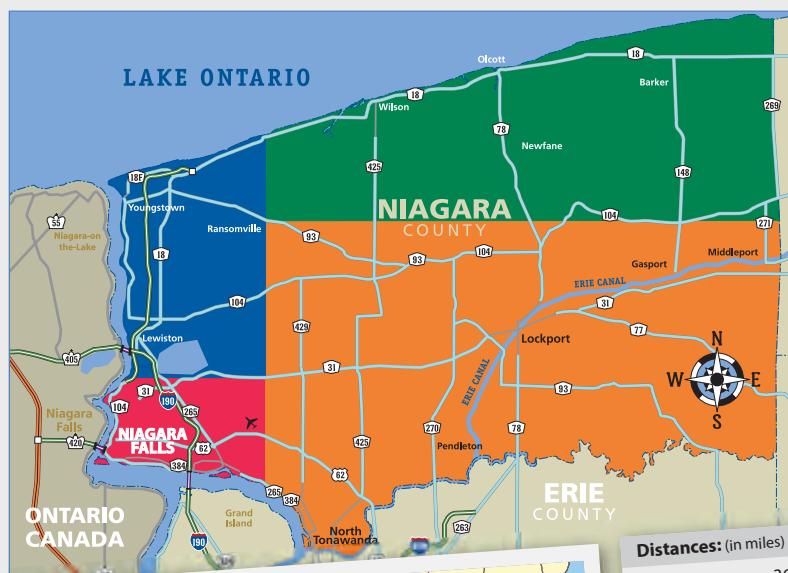 LAKE ONTARIO
Olcott
18
18
Barker
Wilson
269
78
Newfane
425
148
18F
Youngstown
55
Niagara-on
the-Lake
Ransomville
NIAGARA
COUNTY
104
271
93
18
93
104
Middleport
Gasport
ERIE CANAL
104
31
429
77
Lewiston
Lockport
N
405
31
W
E
ERIE CANAL
S
31
190
93
104
265
Niagara
Falls
NIAGARA
FALLS
420
62
425
270
78
Pendleton
384
62
265
384
ERIE
COUNTY
ONTARIO
CANADA
Grand
Island
North
Tonawanda
263
190
Distances: (in miles)